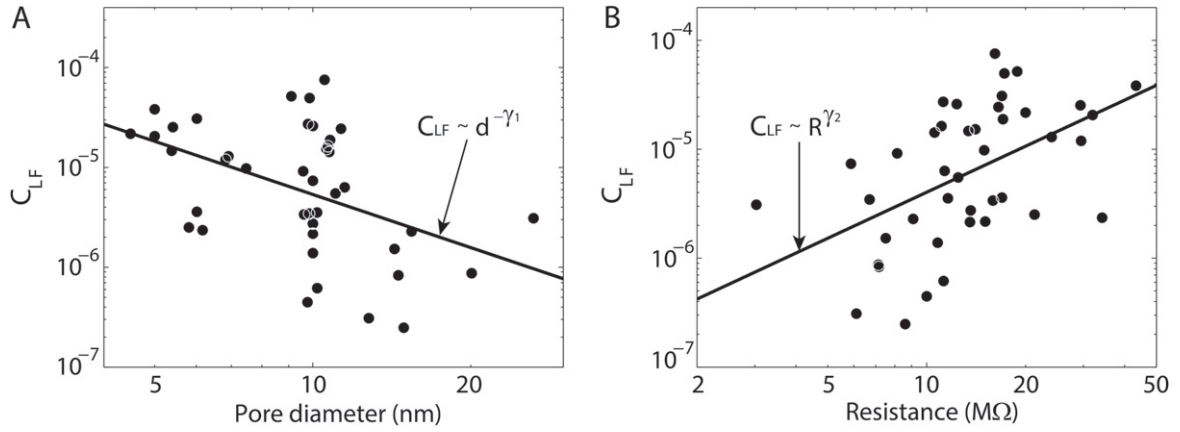 A
C_LF
10⁻⁴
10⁻⁵
10⁻⁶
10⁻⁷
C_LF ~ d^−γ₁
5
10
20
Pore diameter (nm)
B
C_LF
10⁻⁴
10⁻⁵
10⁻⁶
10⁻⁷
C_LF ~ R^γ₂
2
5
10
20
50
Resistance (MΩ)